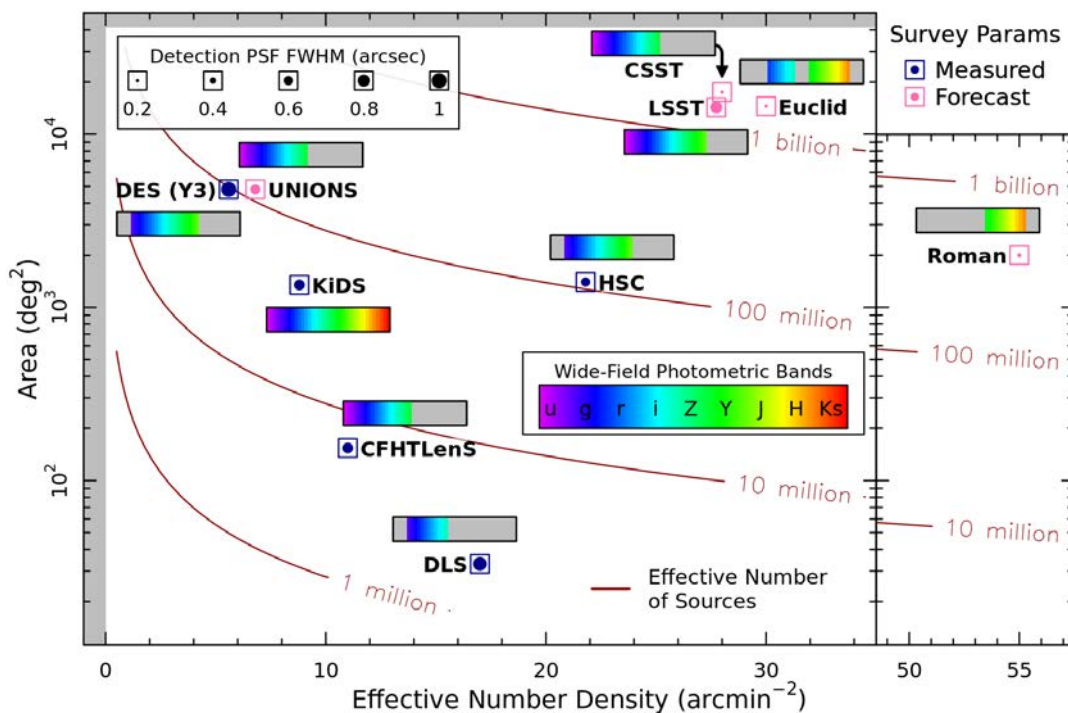 Detection PSF FWHM (arcsec)
0.2 0.4 0.6 0.8 1
Survey Params
Measured
Forecast
CSST
LSST
Euclid
1 billion
1 billion
DES (Y3)
UNIONS
Roman
KiDS
HSC
100 million
100 million
Wide-Field Photometric Bands
u g r i Z Y J H Ks
CFHTLenS
10 million
10 million
DLS
1 million
Effective Number
of Sources
Area (deg²)
10⁴
10³
10²
0 10 20 30 50 55
Effective Number Density (arcmin⁻²)